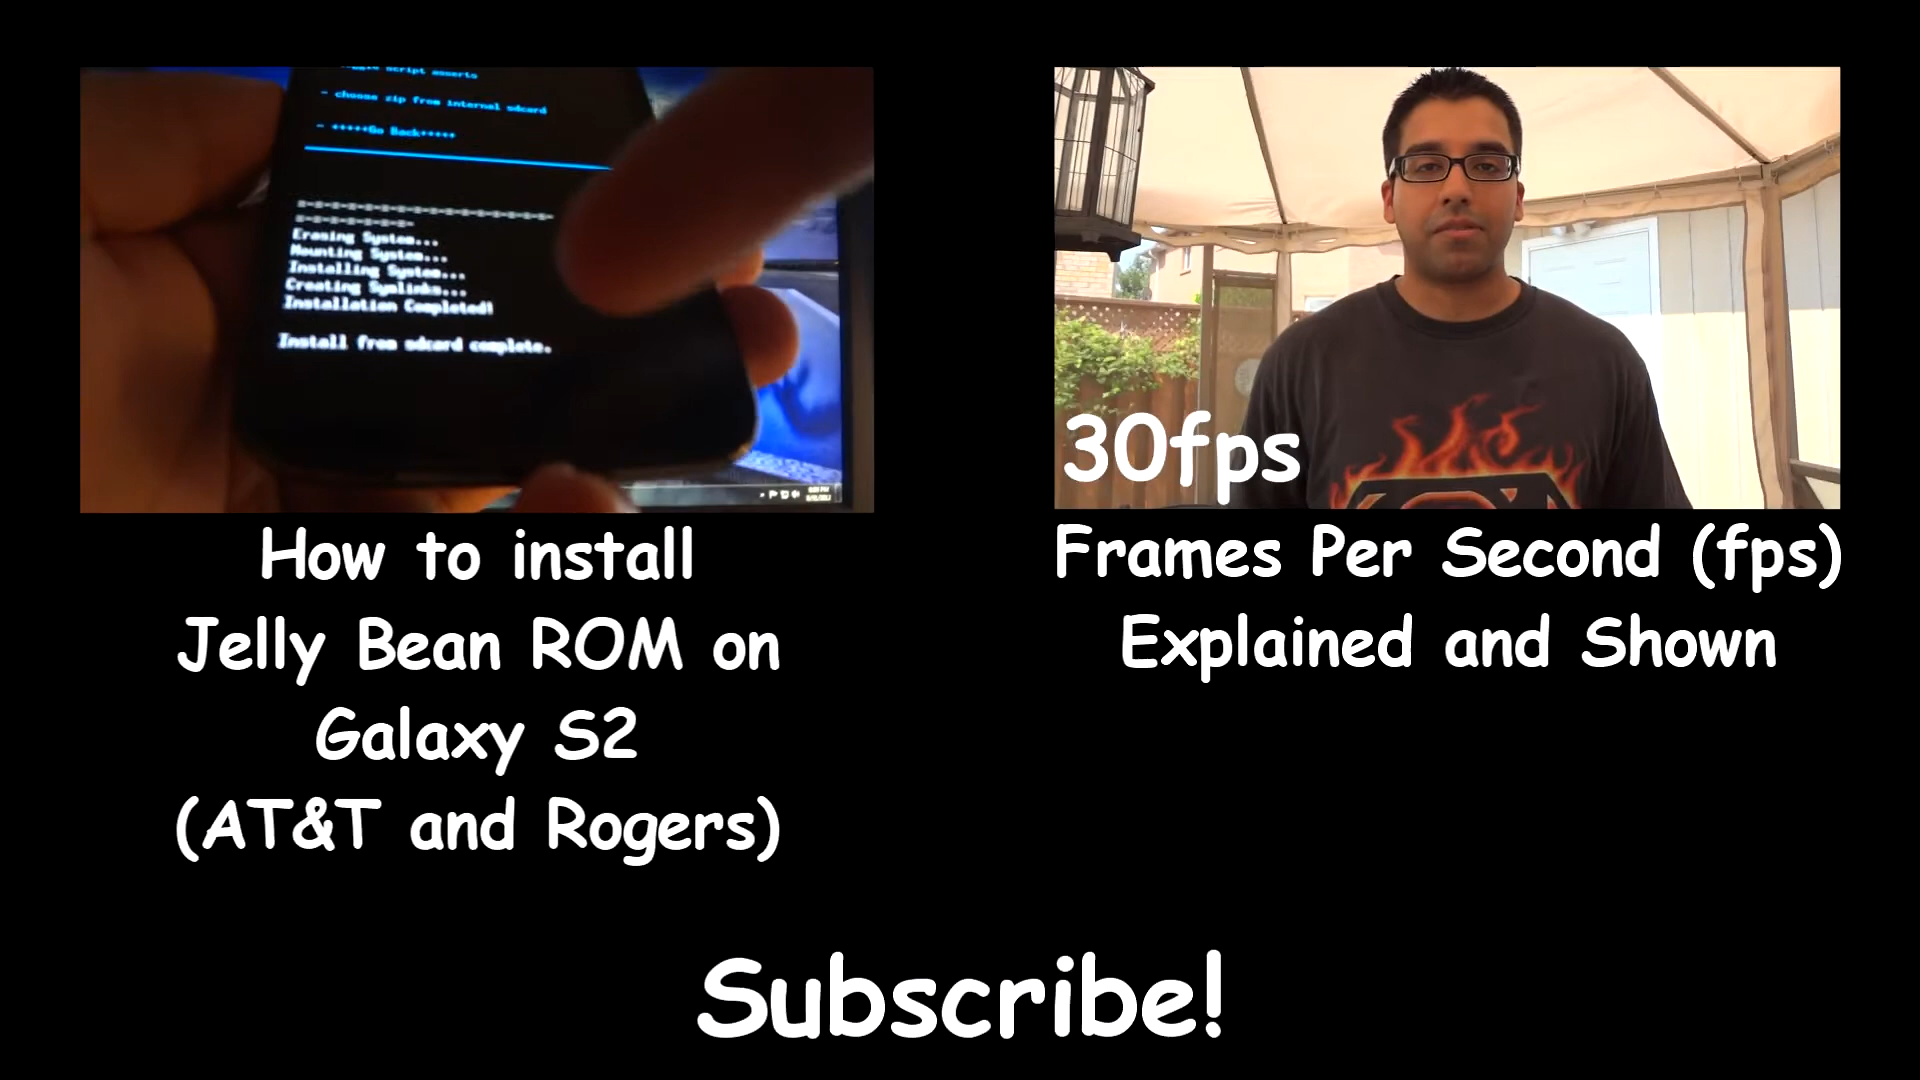 - choose zip from internal sdcard
- +++++Go Back+++++
Erasing System...
Mounting System...
Installing System...
Creating Symlinks...
Installation Completed!
Install from sdcard complete.
30fps
How to install
Jelly Bean ROM on
Galaxy S2
(AT&T and Rogers)
Frames Per Second (fps)
Explained and Shown
Subscribe!